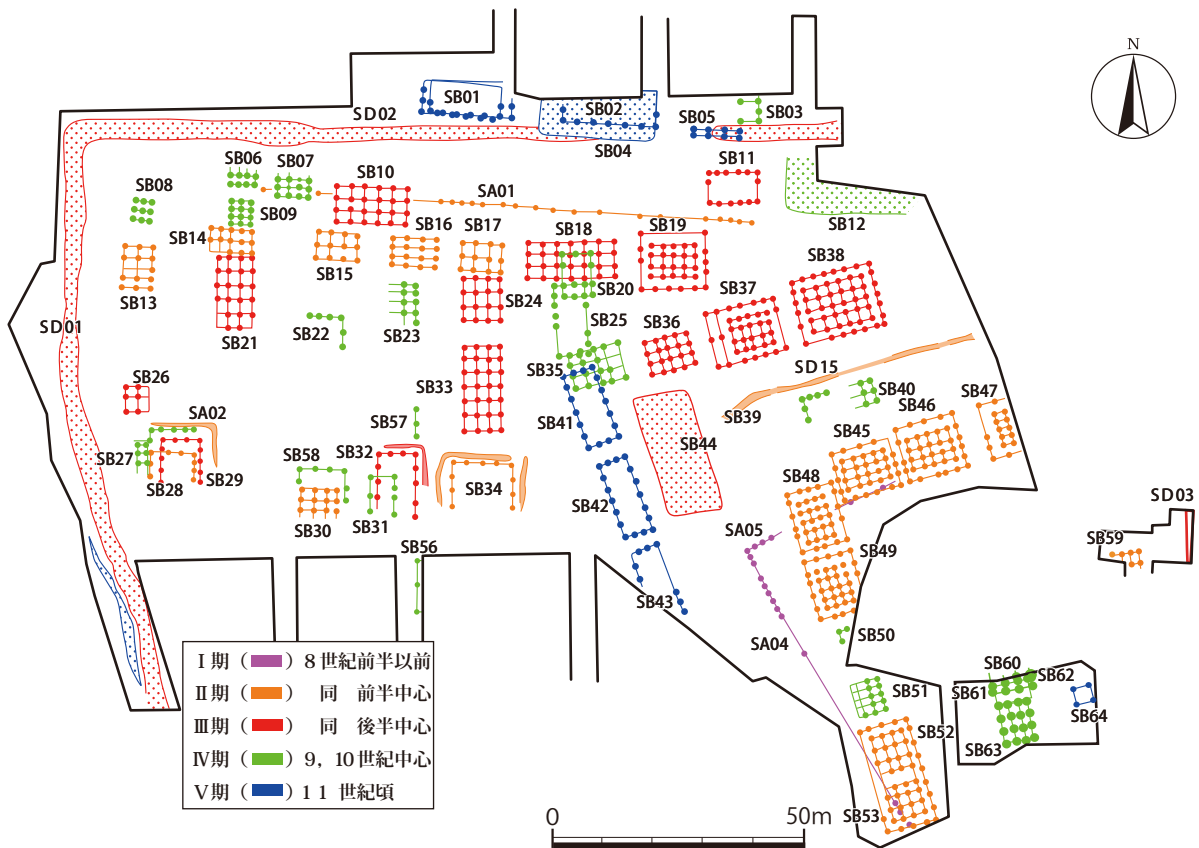 N
SB01
SB02
SB03
SD02
SB05
SB04
SB06
SB07
SB10
SB11
SB08
SA01
SB09
SB12
SB14
SB16
SB17
SB18
SB19
SB15
SB38
SB13
SB24
SB20
SB37
SD01
SB21
SB22
SB23
SB25
SB36
SB35
SD15
SB26
SB33
SB40
SB47
SA02
SB57
SB41
SB39
SB46
SB44
SB45
SB27
SB58
SB32
SB28
SB29
SB34
SB48
SB42
SD03
SB30
SB31
SA05
SB59
SB56
SB49
SB43
SB50
SA04
SB60
SB62
SB51
SB61
SB64
SB52
SB63
SB53
Ⅰ期（ ）8世紀前半以前
Ⅱ期（ ） 同 前半中心
Ⅲ期（ ） 同 後半中心
Ⅳ期（ ）9，10世紀中心
Ⅴ期（ ）11 世紀頃
0 50m